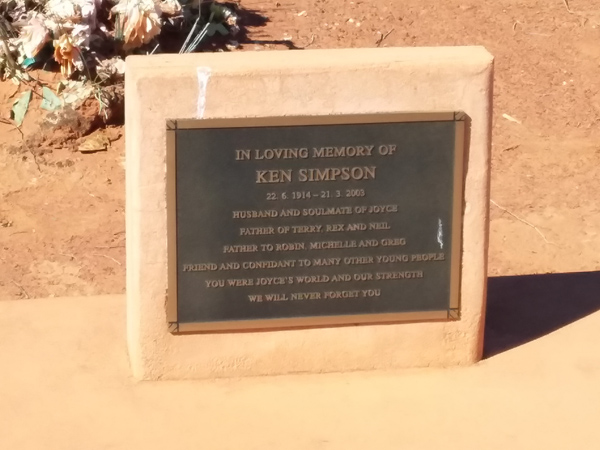 IN LOVING MEMORY OF
KEN SIMPSON
22. 6. 1914 – 21. 3. 2003
HUSBAND AND SOULMATE OF JOYCE
FATHER OF TERRY, REX AND NEIL
FATHER TO ROBIN, MICHELLE AND GREG
FRIEND AND CONFIDANT TO MANY OTHER YOUNG PEOPLE
YOU WERE JOYCE'S WORLD AND OUR STRENGTH
WE WILL NEVER FORGET YOU